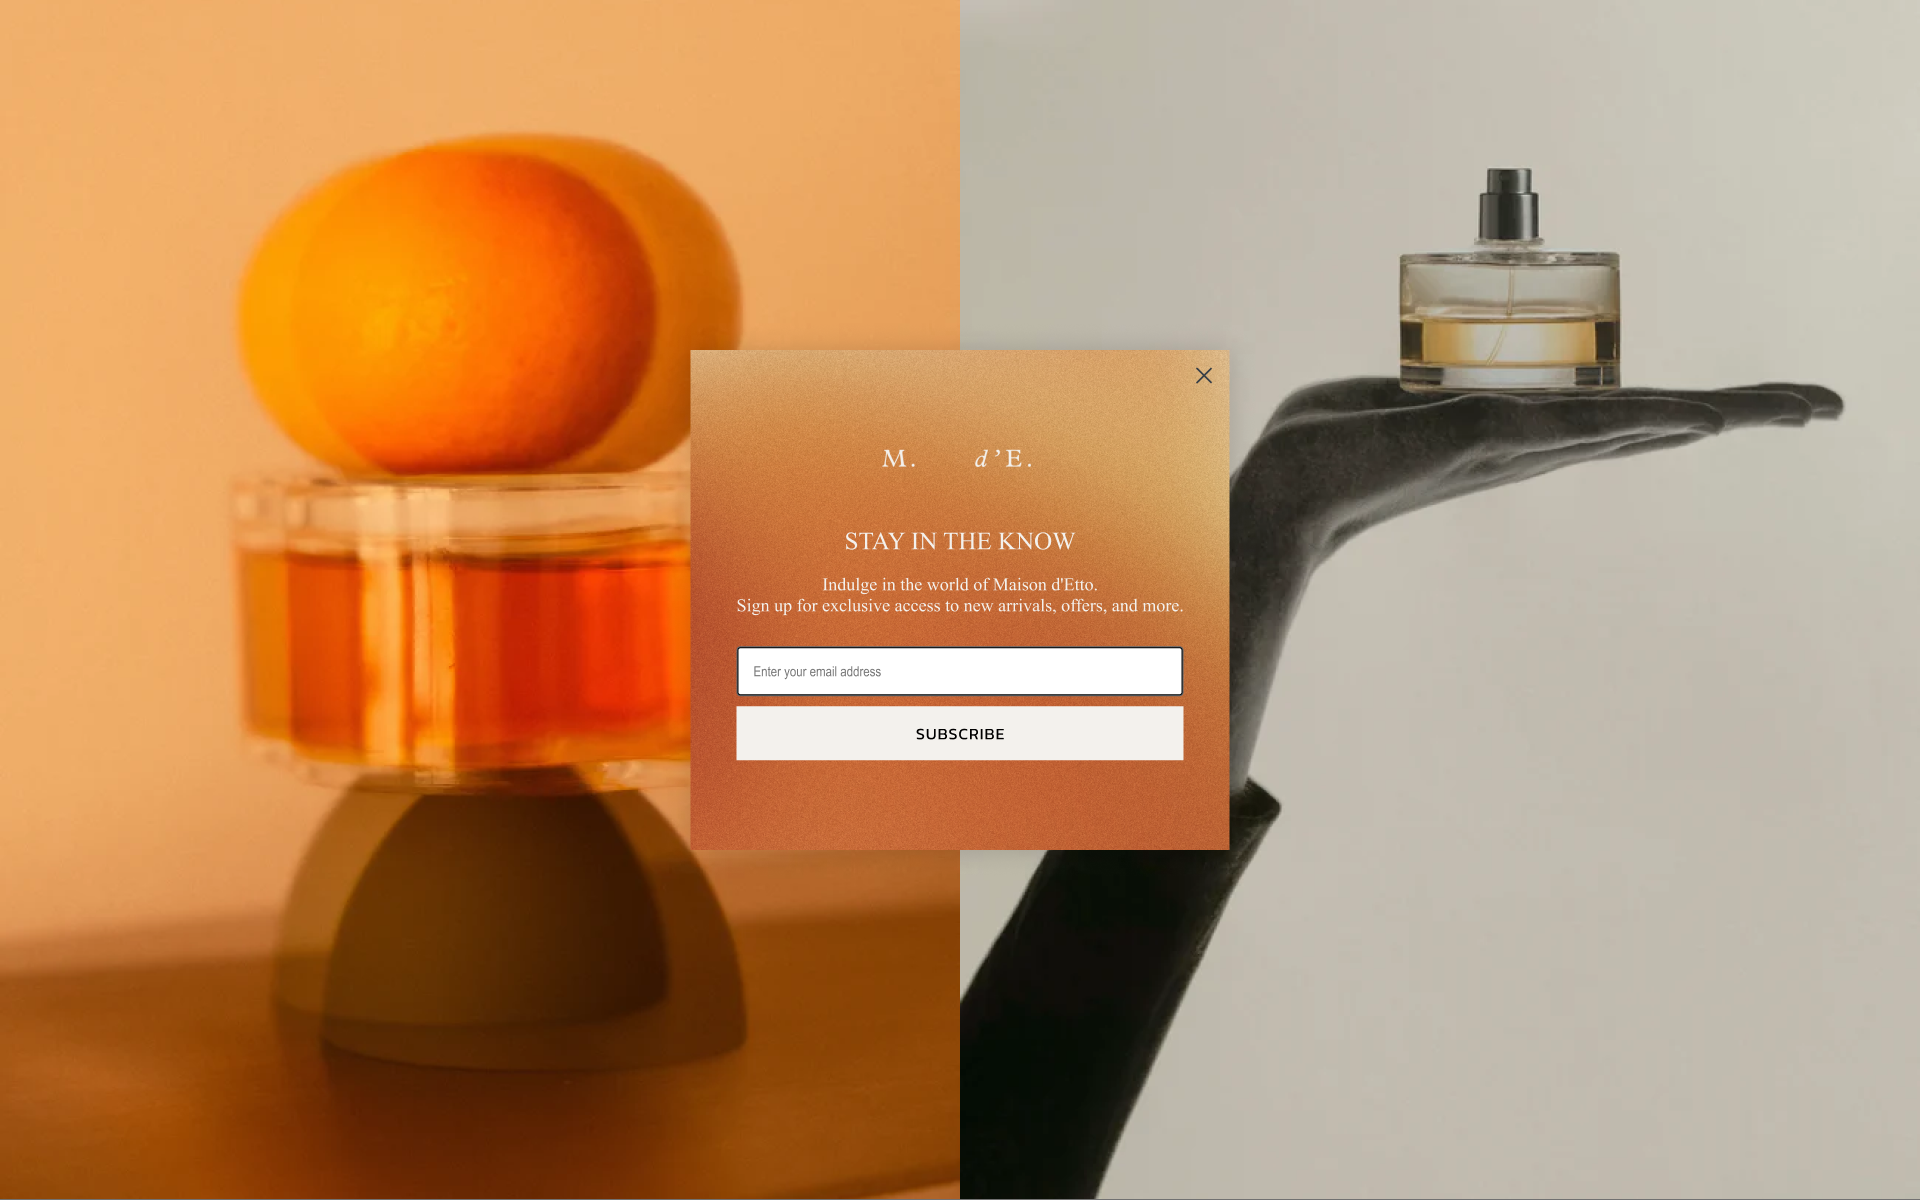 M. d’E.
STAY IN THE KNOW
Indulge in the world of Maison d'Etto.
Sign up for exclusive access to new arrivals, offers, and more.
Enter your email address
SUBSCRIBE